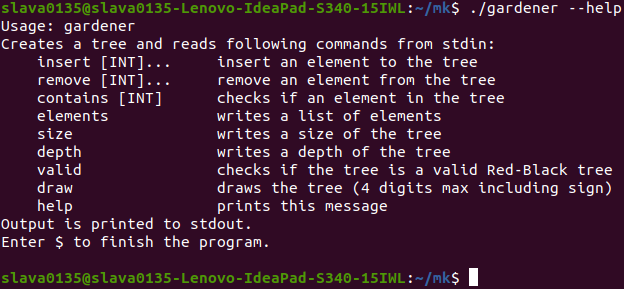 slava0135@slava0135-Lenovo-IdeaPad-S340-15IWL:~/mk$ ./gardener --help
Usage: gardener
Creates a tree and reads following commands from stdin:
    insert [INT]...     insert an element to the tree
    remove [INT]...     remove an element from the tree
    contains [INT]      checks if an element in the tree
    elements            writes a list of elements
    size                writes a size of the tree
    depth               writes a depth of the tree
    valid               checks if the tree is a valid Red-Black tree
    draw                draws the tree (4 digits max including sign)
    help                prints this message
Output is printed to stdout.
Enter $ to finish the program.
slava0135@slava0135-Lenovo-IdeaPad-S340-15IWL:~/mk$